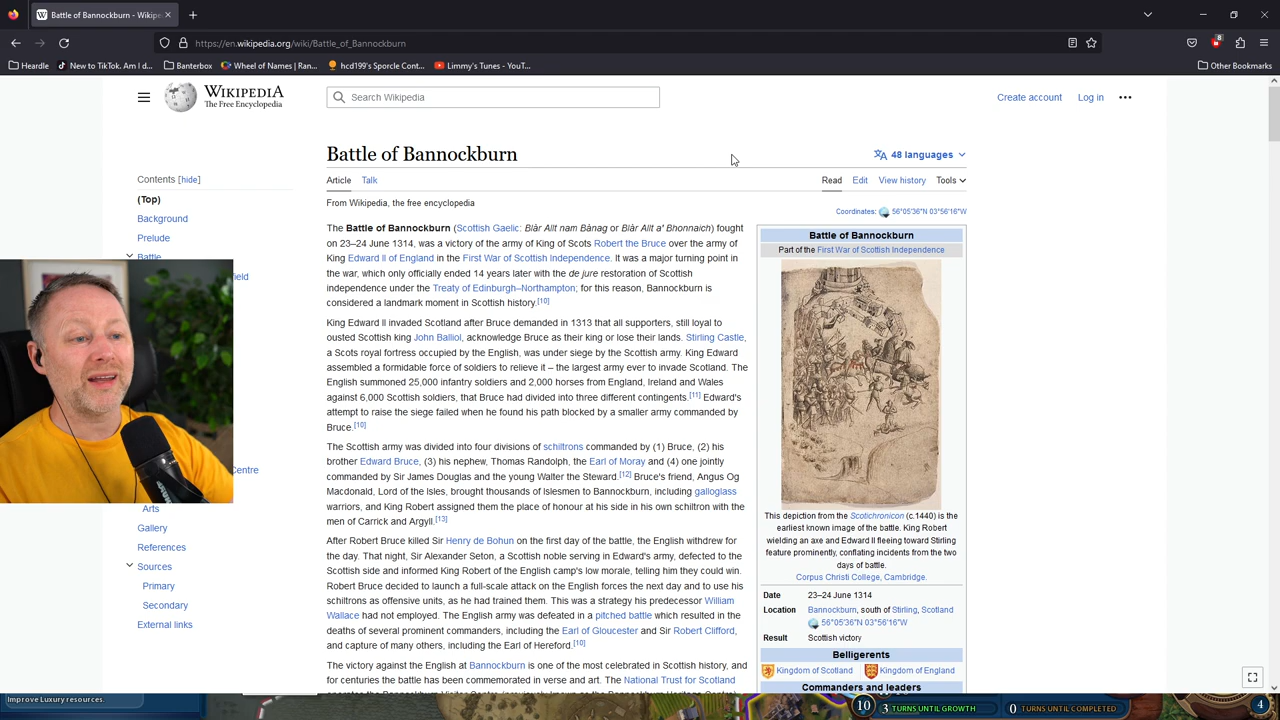 Battle of Bannockburn - Wikipe
https://en.wikipedia.org/wiki/Battle_of_Bannockburn
8
Heardle
New to TikTok. Am I d...
Banterbox
Wheel of Names | Ran...
hcd199's Sporcle Cont...
Limmy's Tunes - YouT...
Other Bookmarks
WIKIPEDIA
The Free Encyclopedia
Search Wikipedia
Create account
Log in
Battle of Bannockburn
48 languages
Contents [hide]
(Top)
Background
Prelude
Battle
field
Centre
Arts
Gallery
References
Sources
Primary
Secondary
External links
Article
Talk
Read
Edit
View history
Tools
From Wikipedia, the free encyclopedia
Coordinates: 56°05′36″N 03°56′16″W
The Battle of Bannockburn (Scottish Gaelic: Blàr Allt nam Bànag or Blàr Allt a' Bhonnaich) fought
on 23–24 June 1314, was a victory of the army of King of Scots Robert the Bruce over the army of
King Edward II of England in the First War of Scottish Independence. It was a major turning point in
the war, which only officially ended 14 years later with the de jure restoration of Scottish
independence under the Treaty of Edinburgh–Northampton; for this reason, Bannockburn is
considered a landmark moment in Scottish history.[10]
King Edward II invaded Scotland after Bruce demanded in 1313 that all supporters, still loyal to
ousted Scottish king John Balliol, acknowledge Bruce as their king or lose their lands. Stirling Castle,
a Scots royal fortress occupied by the English, was under siege by the Scottish army. King Edward
assembled a formidable force of soldiers to relieve it – the largest army ever to invade Scotland. The
English summoned 25,000 infantry soldiers and 2,000 horses from England, Ireland and Wales
against 6,000 Scottish soldiers, that Bruce had divided into three different contingents.[11] Edward's
attempt to raise the siege failed when he found his path blocked by a smaller army commanded by
Bruce.[10]
The Scottish army was divided into four divisions of schiltrons commanded by (1) Bruce, (2) his
brother Edward Bruce, (3) his nephew, Thomas Randolph, the Earl of Moray and (4) one jointly
commanded by Sir James Douglas and the young Walter the Steward.[12] Bruce's friend, Angus Og
Macdonald, Lord of the Isles, brought thousands of Islesmen to Bannockburn, including galloglass
warriors, and King Robert assigned them the place of honour at his side in his own schiltron with the
men of Carrick and Argyll.[13]
After Robert Bruce killed Sir Henry de Bohun on the first day of the battle, the English withdrew for
the day. That night, Sir Alexander Seton, a Scottish noble serving in Edward's army, defected to the
Scottish side and informed King Robert of the English camp's low morale, telling him they could win.
Robert Bruce decided to launch a full-scale attack on the English forces the next day and to use his
schiltrons as offensive units, as he had trained them. This was a strategy his predecessor William
Wallace had not employed. The English army was defeated in a pitched battle which resulted in the
deaths of several prominent commanders, including the Earl of Gloucester and Sir Robert Clifford,
and capture of many others, including the Earl of Hereford.[10]
The victory against the English at Bannockburn is one of the most celebrated in Scottish history, and
for centuries the battle has been commemorated in verse and art. The National Trust for Scotland
Battle of Bannockburn
Part of the First War of Scottish Independence
This depiction from the Scotichronicon (c.1440) is the
earliest known image of the battle. King Robert
wielding an axe and Edward II fleeing toward Stirling
feature prominently, conflating incidents from the two
days of battle.
Corpus Christi College, Cambridge.
Date 23–24 June 1314
Location Bannockburn, south of Stirling, Scotland
56°05′36″N 03°56′16″W
Result Scottish victory
Belligerents
Kingdom of Scotland
Kingdom of England
Commanders and leaders
Improve Luxury resources.
10
3 TURNS UNTIL GROWTH
0 TURNS UNTIL COMPLETED
4